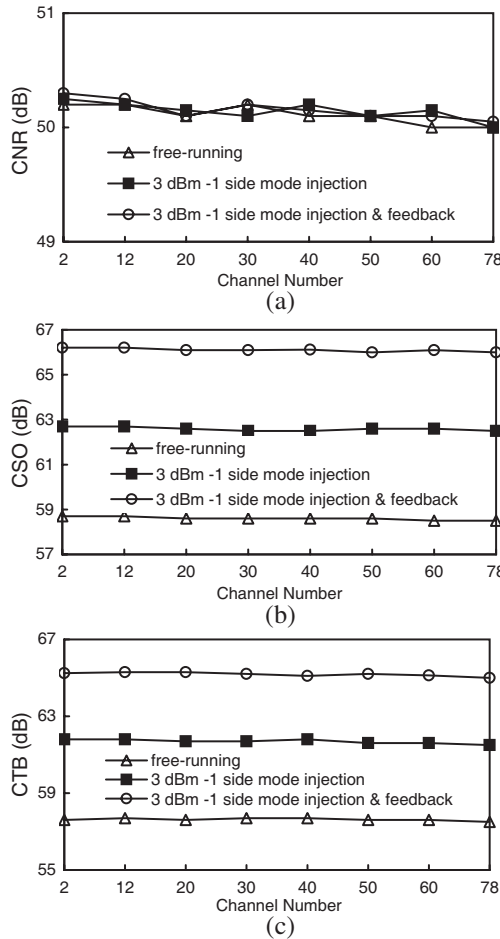 51
CNR (dB)
50
free-running
3 dBm -1 side mode injection
3 dBm -1 side mode injection & feedback
49
2 12 20 30 40 50 60 78
Channel Number
(a)
67
65
CSO (dB)
63
61
free-running
3 dBm -1 side mode injection
3 dBm -1 side mode injection & feedback
59
57
2 12 20 30 40 50 60 78
Channel Number
(b)
67
CTB (dB)
63
free-running
3 dBm -1 side mode injection
3 dBm -1 side mode injection & feedback
59
55
2 12 20 30 40 50 60 78
Channel Number
(c)